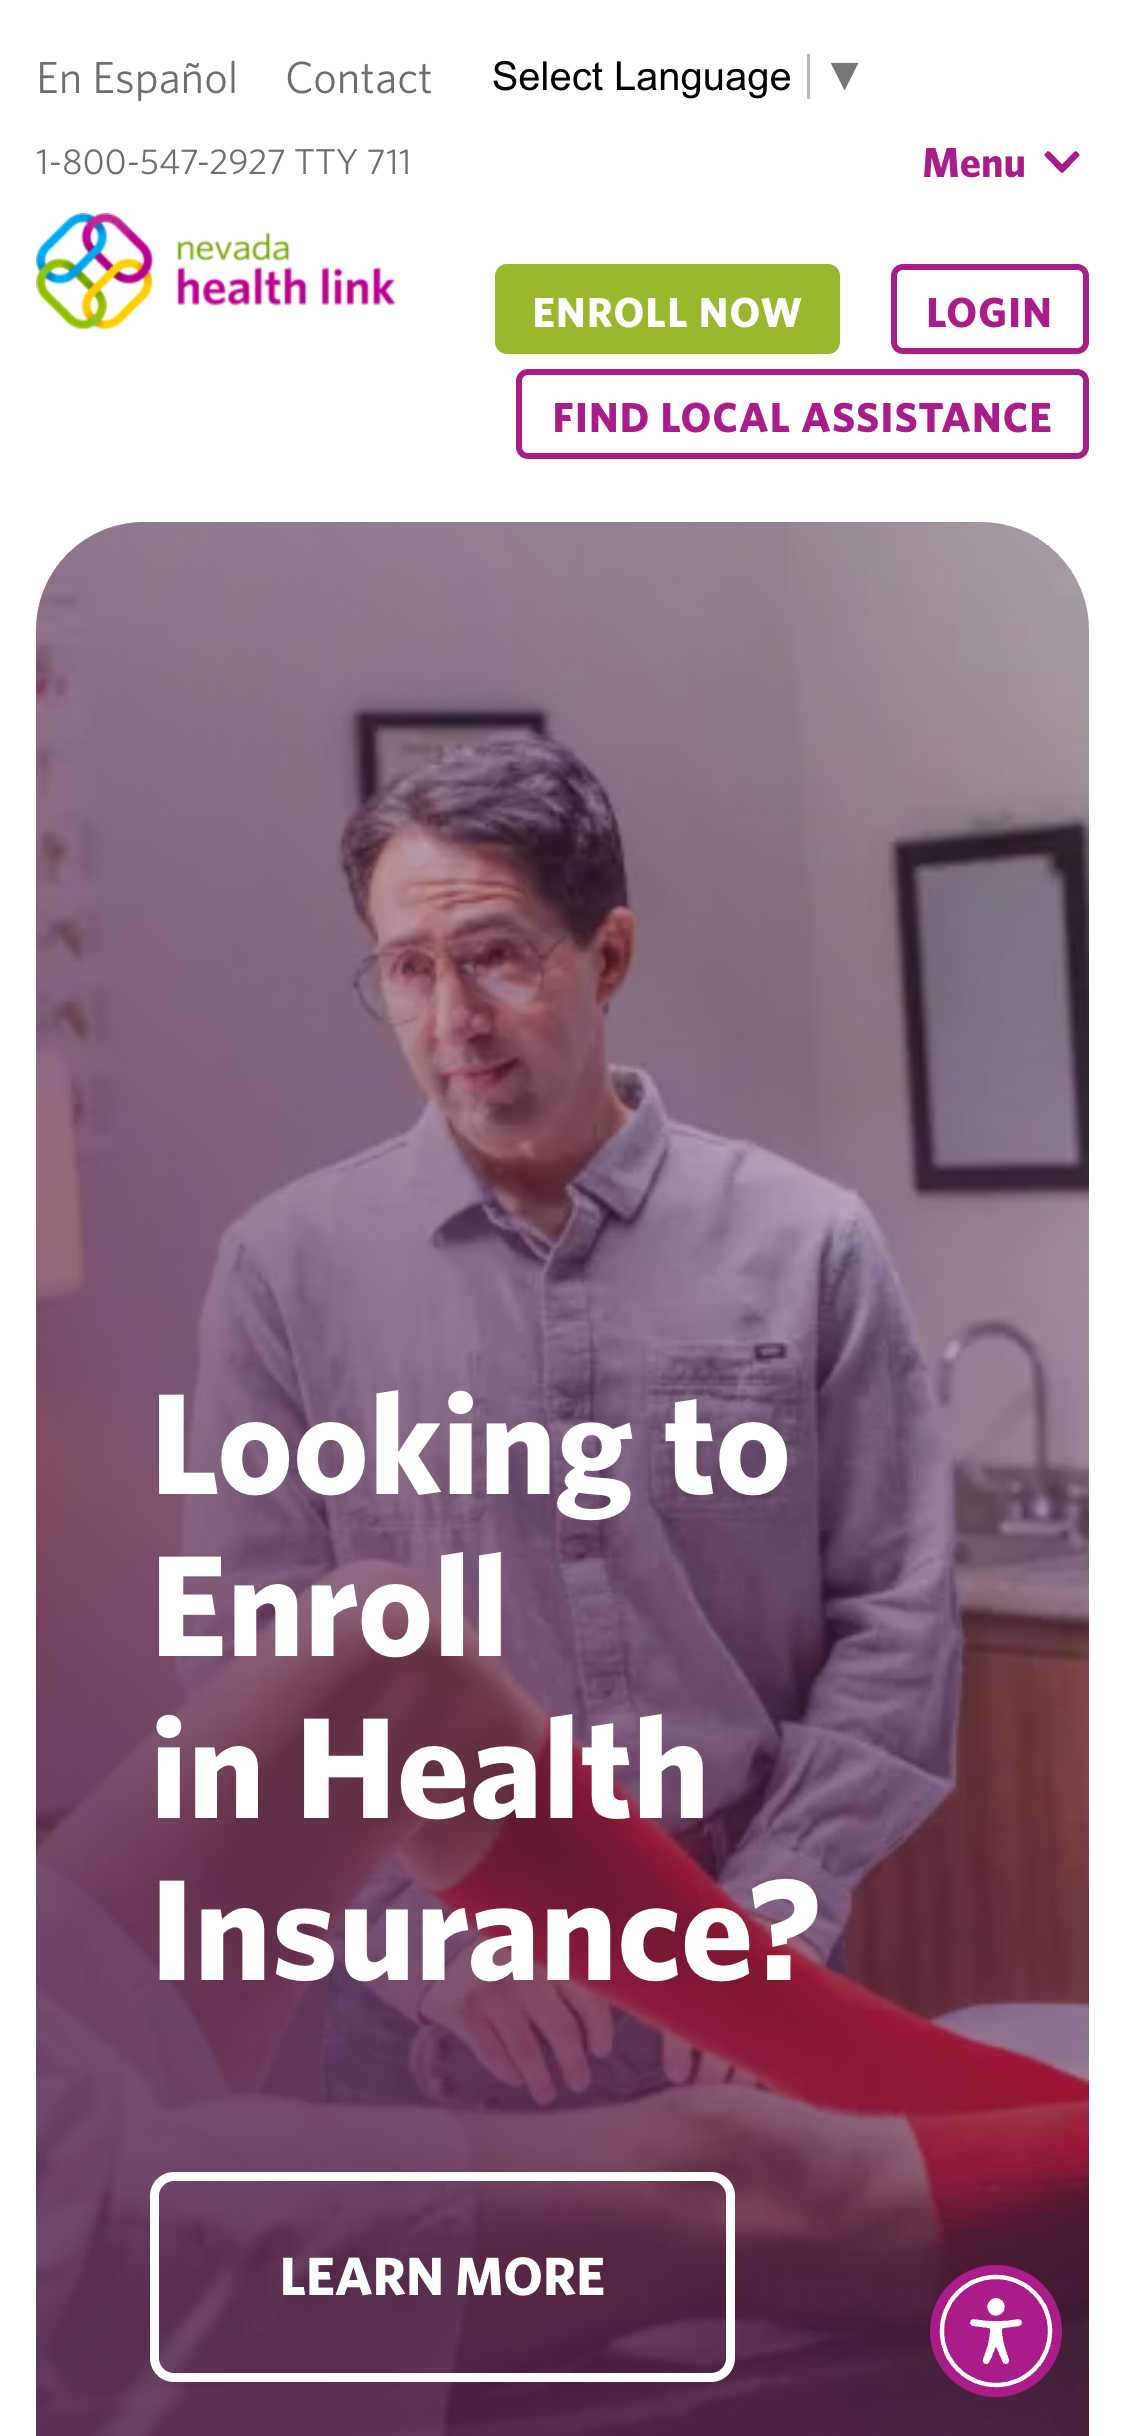 En Español Contact Select Language ▼
1-800-547-2927 TTY 711
Menu
nevada
health link
ENROLL NOW
LOGIN
FIND LOCAL ASSISTANCE
Looking to
Enroll
in Health
Insurance?
LEARN MORE